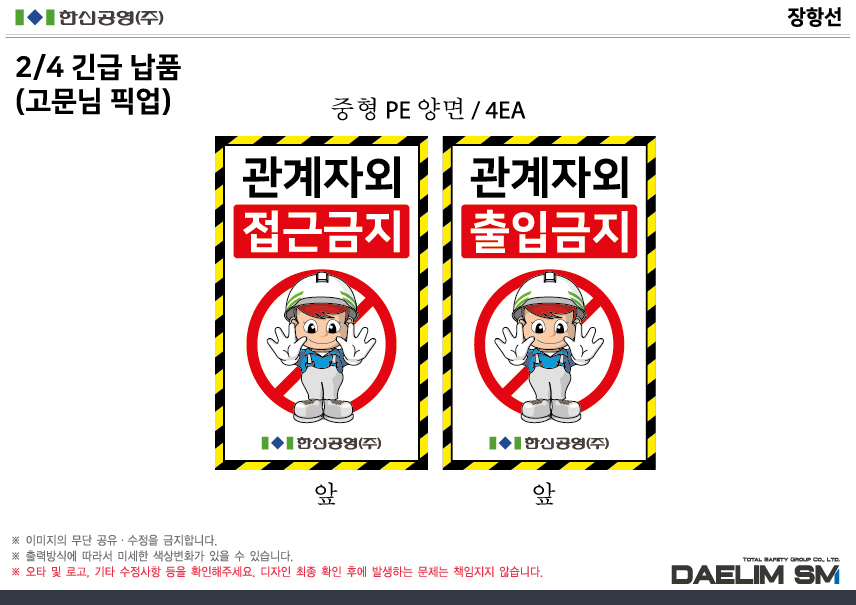 한신공영(주)
장항선
2/4 긴급 납품
(고문님 픽업)
중형 PE 양면 / 4EA
관계자외
접근금지
한신공영(주)
관계자외
출입금지
한신공영(주)
앞
앞
※ 이미지의 무단 공유 · 수정을 금지합니다.
※ 출력방식에 따라서 미세한 색상변화가 있을 수 있습니다.
※ 오타 및 로고, 기타 수정사항 등을 확인해주세요. 디자인 최종 확인 후에 발생하는 문제는 책임지지 않습니다.
TOTAL SAFETY GROUP CO., LTD.
DAELIM SM